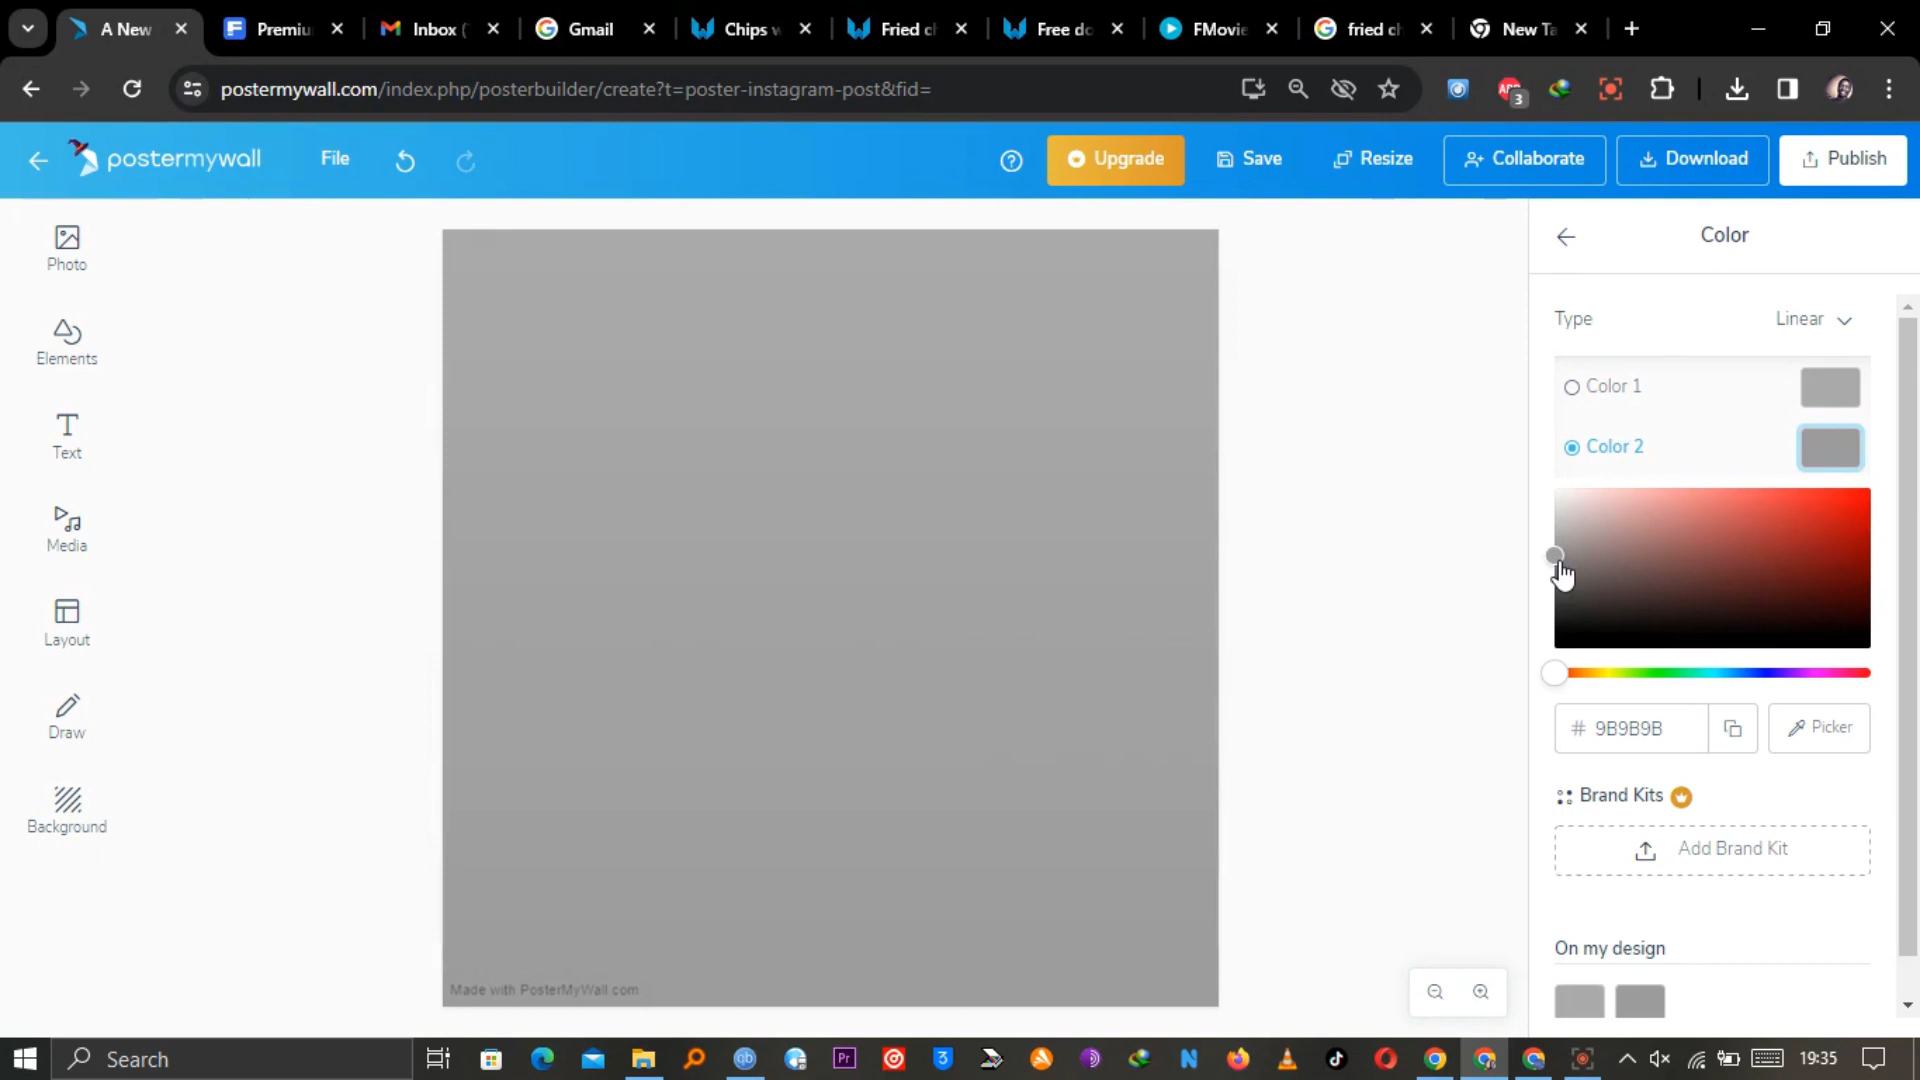 A New
Premiu
Inbox (
Gmail
Chips w
Fried ch
Free do
FMovie
fried ch
New Ta
postermywall.com/index.php/posterbuilder/create?t=poster-instagram-post&fid=
3
postermywall
File
Upgrade
Save
Resize
Collaborate
Download
Publish
Photo
Elements
Text
Media
Layout
Draw
Background
Color
Type
Linear
Color 1
Color 2
# 9B9B9B
Picker
Brand Kits
Add Brand Kit
On my design
Made with PosterMyWall.com
Search
19:35